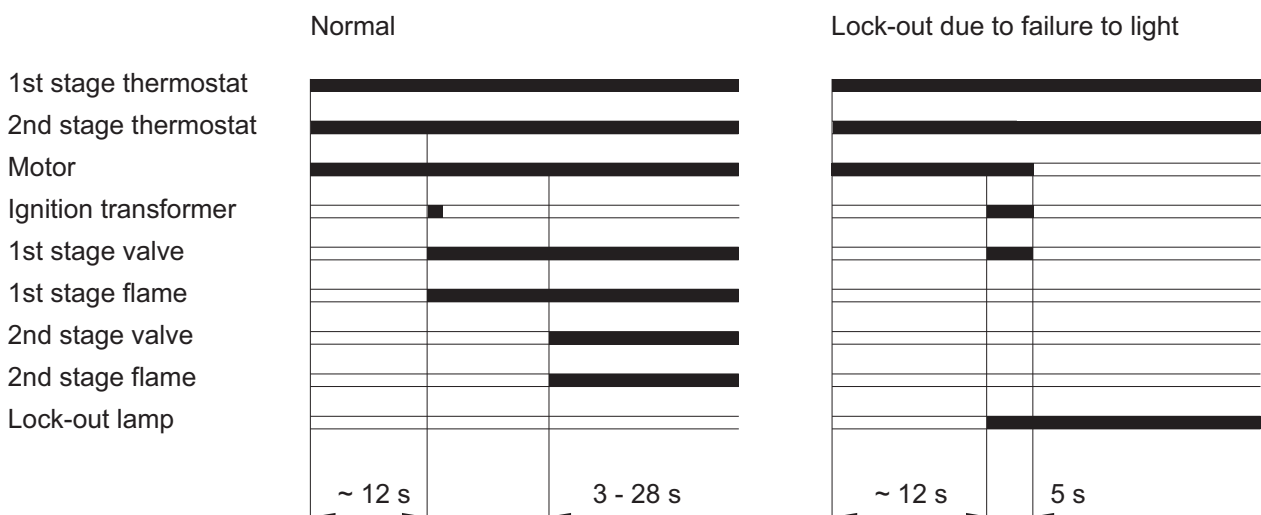 Normal
Lock-out due to failure to light
1st stage thermostat
2nd stage thermostat
Motor
Ignition transformer
1st stage valve
1st stage flame
2nd stage valve
2nd stage flame
Lock-out lamp
~ 12 s
3 - 28 s
~ 12 s
5 s